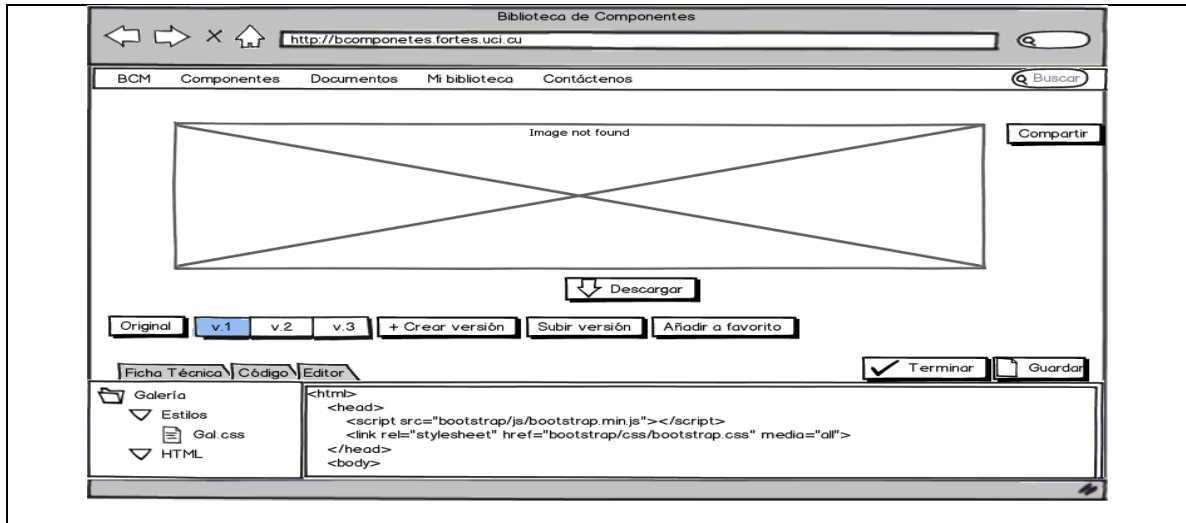 Biblioteca de Componentes
http://bcomponetes.fortes.uci.cu
BCM Componentes Documentos Mi biblioteca Contáctenos Buscar
Image not found
Compartir
Descargar
Original v.1 v.2 v.3 + Crear versión Subir versión Añadir a favorito
Ficha Técnica Código Editor Terminar Guardar
Galería
Estilos
Gal.css
HTML
<html>
<head>
<script src="bootstrap/js/bootstrap.min.js"></script>
<link rel="stylesheet" href="bootstrap/css/bootstrap.css" media="all">
</head>
<body>